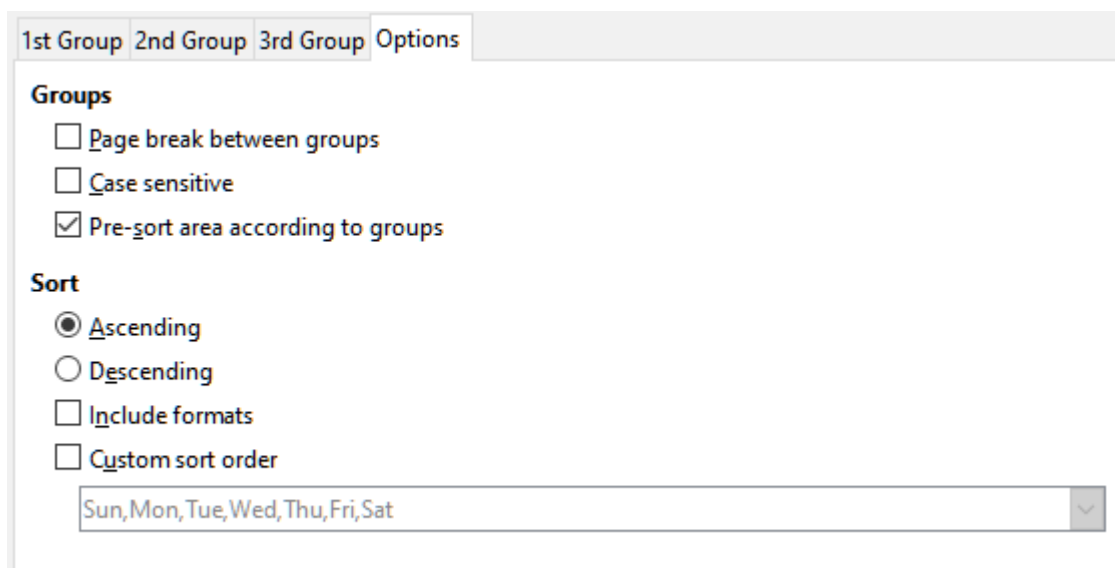 1st Group 2nd Group 3rd Group Options
Groups
Page break between groups
Case sensitive
Pre-sort area according to groups
Sort
Ascending
Descending
Include formats
Custom sort order
Sun,Mon,Tue,Wed,Thu,Fri,Sat